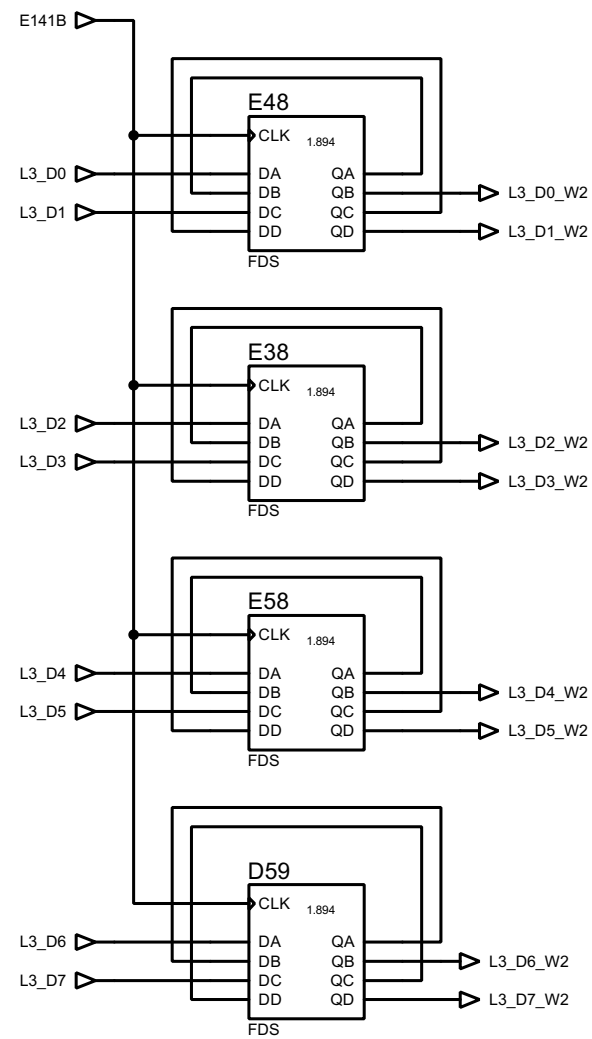 E141B
E48
CLK 1.894
L3_D0 DA QA
DB QB L3_D0_W2
L3_D1 DC QC
DD QD L3_D1_W2
FDS
E38
CLK 1.894
L3_D2 DA QA
DB QB L3_D2_W2
L3_D3 DC QC
DD QD L3_D3_W2
FDS
E58
CLK 1.894
L3_D4 DA QA
DB QB L3_D4_W2
L3_D5 DC QC
DD QD L3_D5_W2
FDS
D59
CLK 1.894
L3_D6 DA QA
DB QB L3_D6_W2
L3_D7 DC QC
DD QD L3_D7_W2
FDS